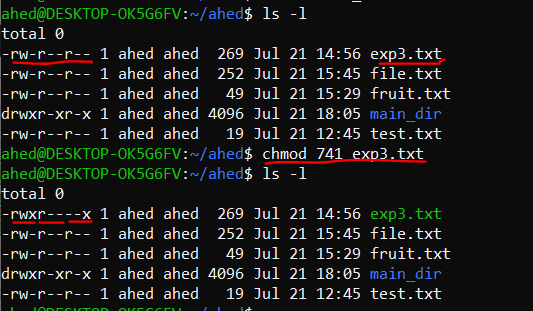 ahed@DESKTOP-OK5G6FV:~/ahed$ ls -l
total 0
-rw-r--r-- 1 ahed ahed  269 Jul 21 14:56 exp3.txt
-rw-r--r-- 1 ahed ahed  252 Jul 21 15:45 file.txt
-rw-r--r-- 1 ahed ahed   49 Jul 21 15:29 fruit.txt
drwxr-xr-x 1 ahed ahed 4096 Jul 21 18:05 main_dir
-rw-r--r-- 1 ahed ahed   19 Jul 21 12:45 test.txt
ahed@DESKTOP-OK5G6FV:~/ahed$ chmod 741 exp3.txt
ahed@DESKTOP-OK5G6FV:~/ahed$ ls -l
total 0
-rwxr----x 1 ahed ahed  269 Jul 21 14:56 exp3.txt
-rw-r--r-- 1 ahed ahed  252 Jul 21 15:45 file.txt
-rw-r--r-- 1 ahed ahed   49 Jul 21 15:29 fruit.txt
drwxr-xr-x 1 ahed ahed 4096 Jul 21 18:05 main_dir
-rw-r--r-- 1 ahed ahed   19 Jul 21 12:45 test.txt